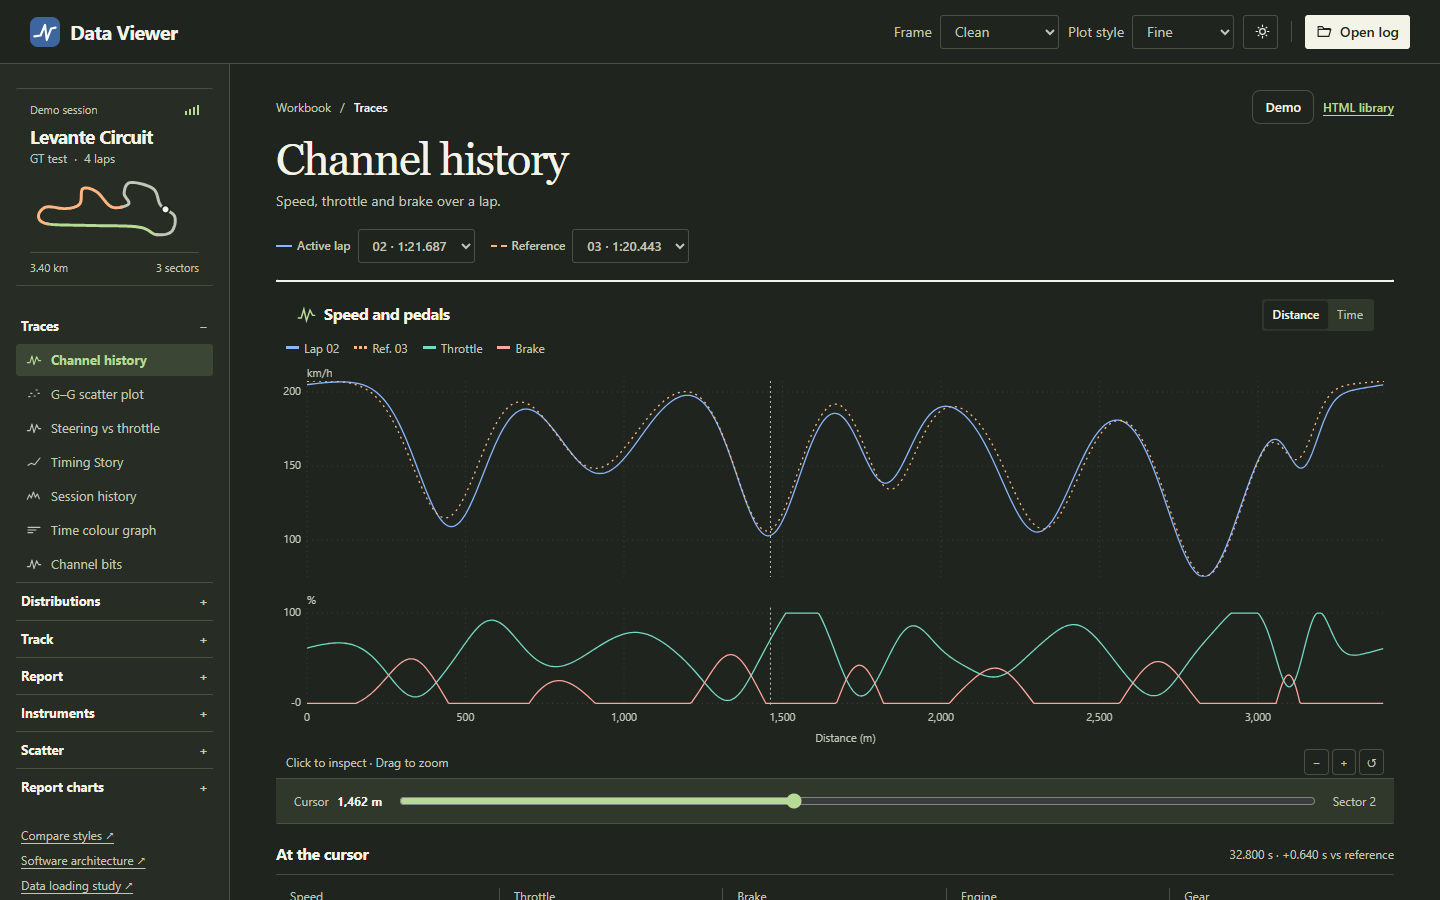 Data Viewer
Frame Clean Plot style Fine Open log
Demo session
Levante Circuit
GT test · 4 laps
3.40 km 3 sectors
Traces −
Channel history
G–G scatter plot
Steering vs throttle
Timing Story
Session history
Time colour graph
Channel bits
Distributions +
Track +
Report +
Instruments +
Scatter +
Report charts +
Compare styles ↗
Software architecture ↗
Data loading study ↗
Workbook / Traces
Demo HTML library
Channel history
Speed, throttle and brake over a lap.
Active lap 02 · 1:21.687 Reference 03 · 1:20.443
Speed and pedals
Distance Time
Lap 02 Ref. 03 Throttle Brake
km/h
200
150
100
%
100
-0
0 500 1,000 1,500 2,000 2,500 3,000
Distance (m)
Click to inspect · Drag to zoom
− + ↺
Cursor 1,462 m Sector 2
At the cursor 32.800 s · +0.640 s vs reference
Speed Throttle Brake Engine Gear